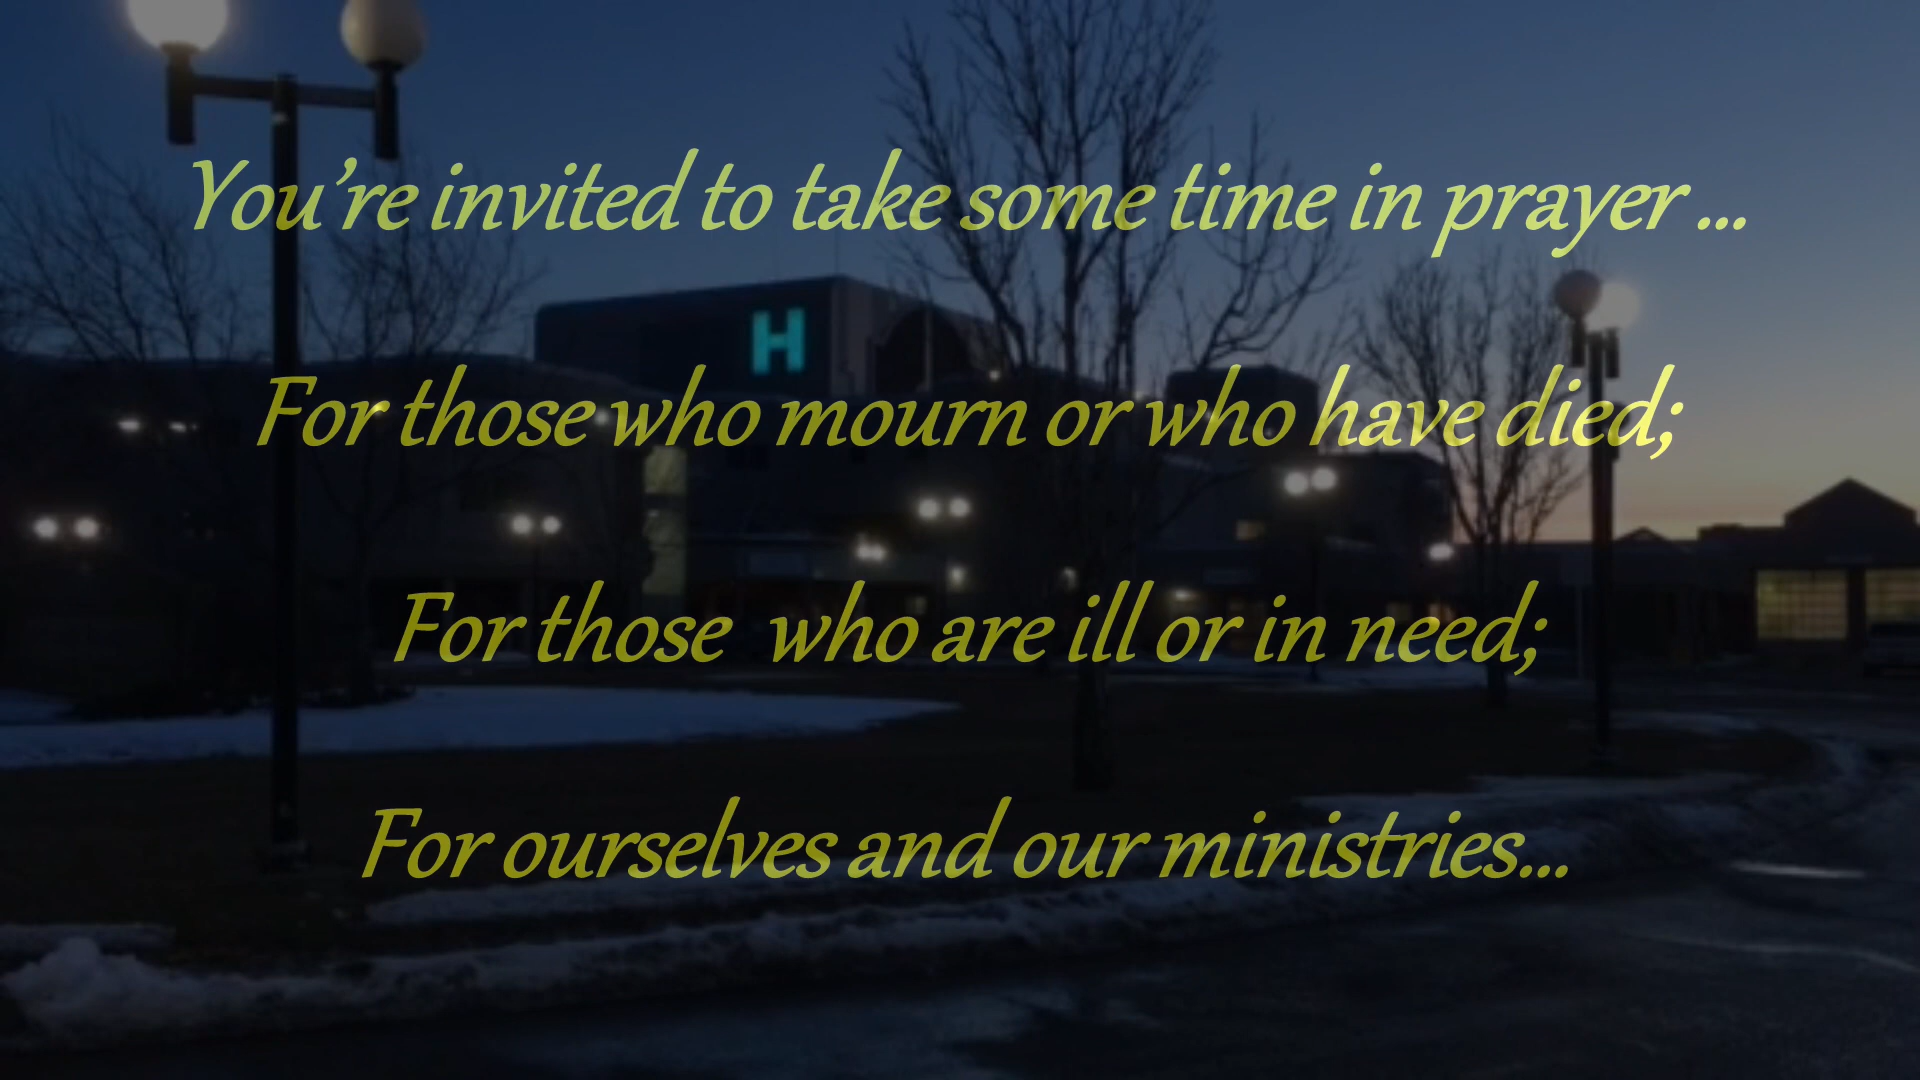 You’re invited to take some time in prayer ...
H
For those who mourn or who have died;
For those  who are ill or in need;
For ourselves and our ministries...